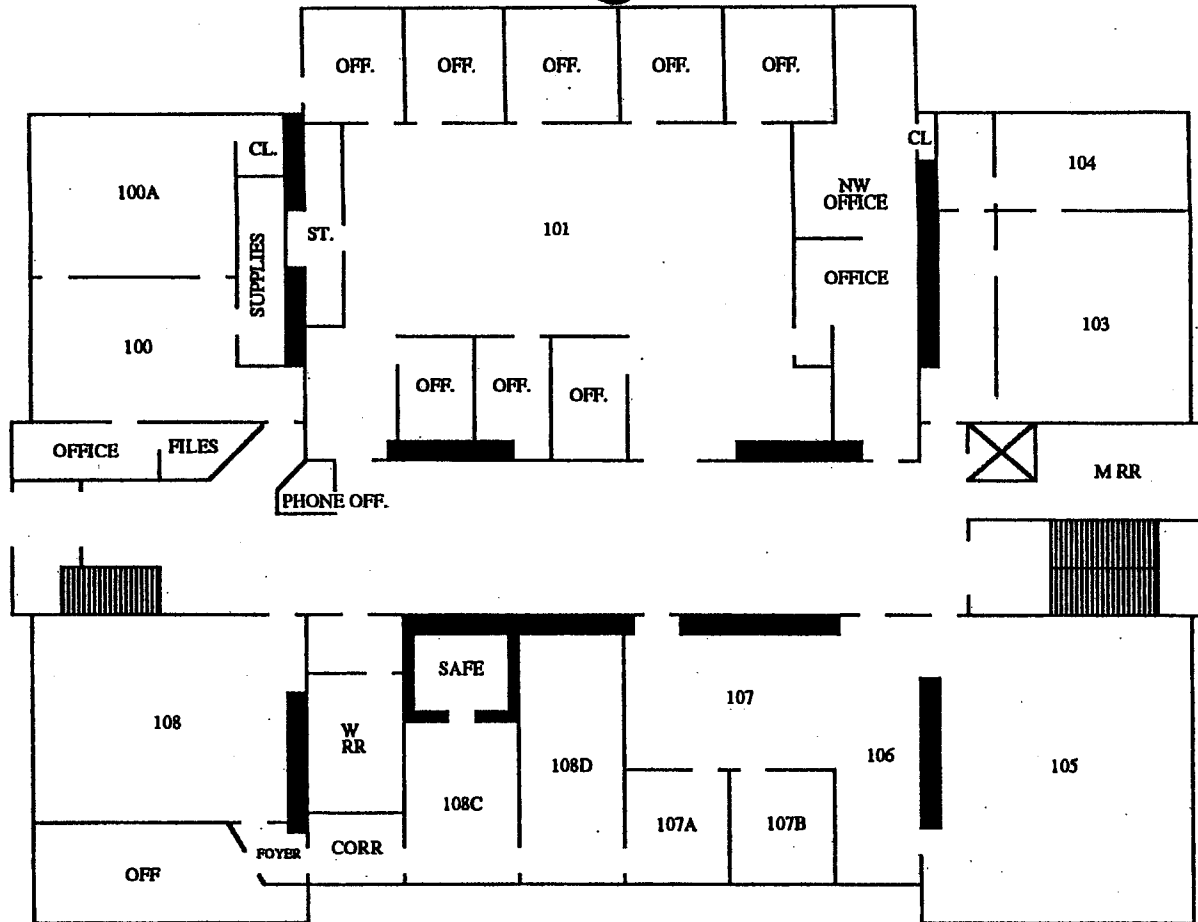 OFF.
OFF.
OFF.
OFF.
OFF.
CL.
CL
100A
104
NW
OFFICE
ST.
101
SUPPLIES
OFFICE
100
103
OFF.
OFF.
OFF.
OFFICE
FILES
M RR
PHONE OFF.
SAFE
107
108
W
RR
106
108D
105
108C
107A
107B
FOYER
CORR
OFF